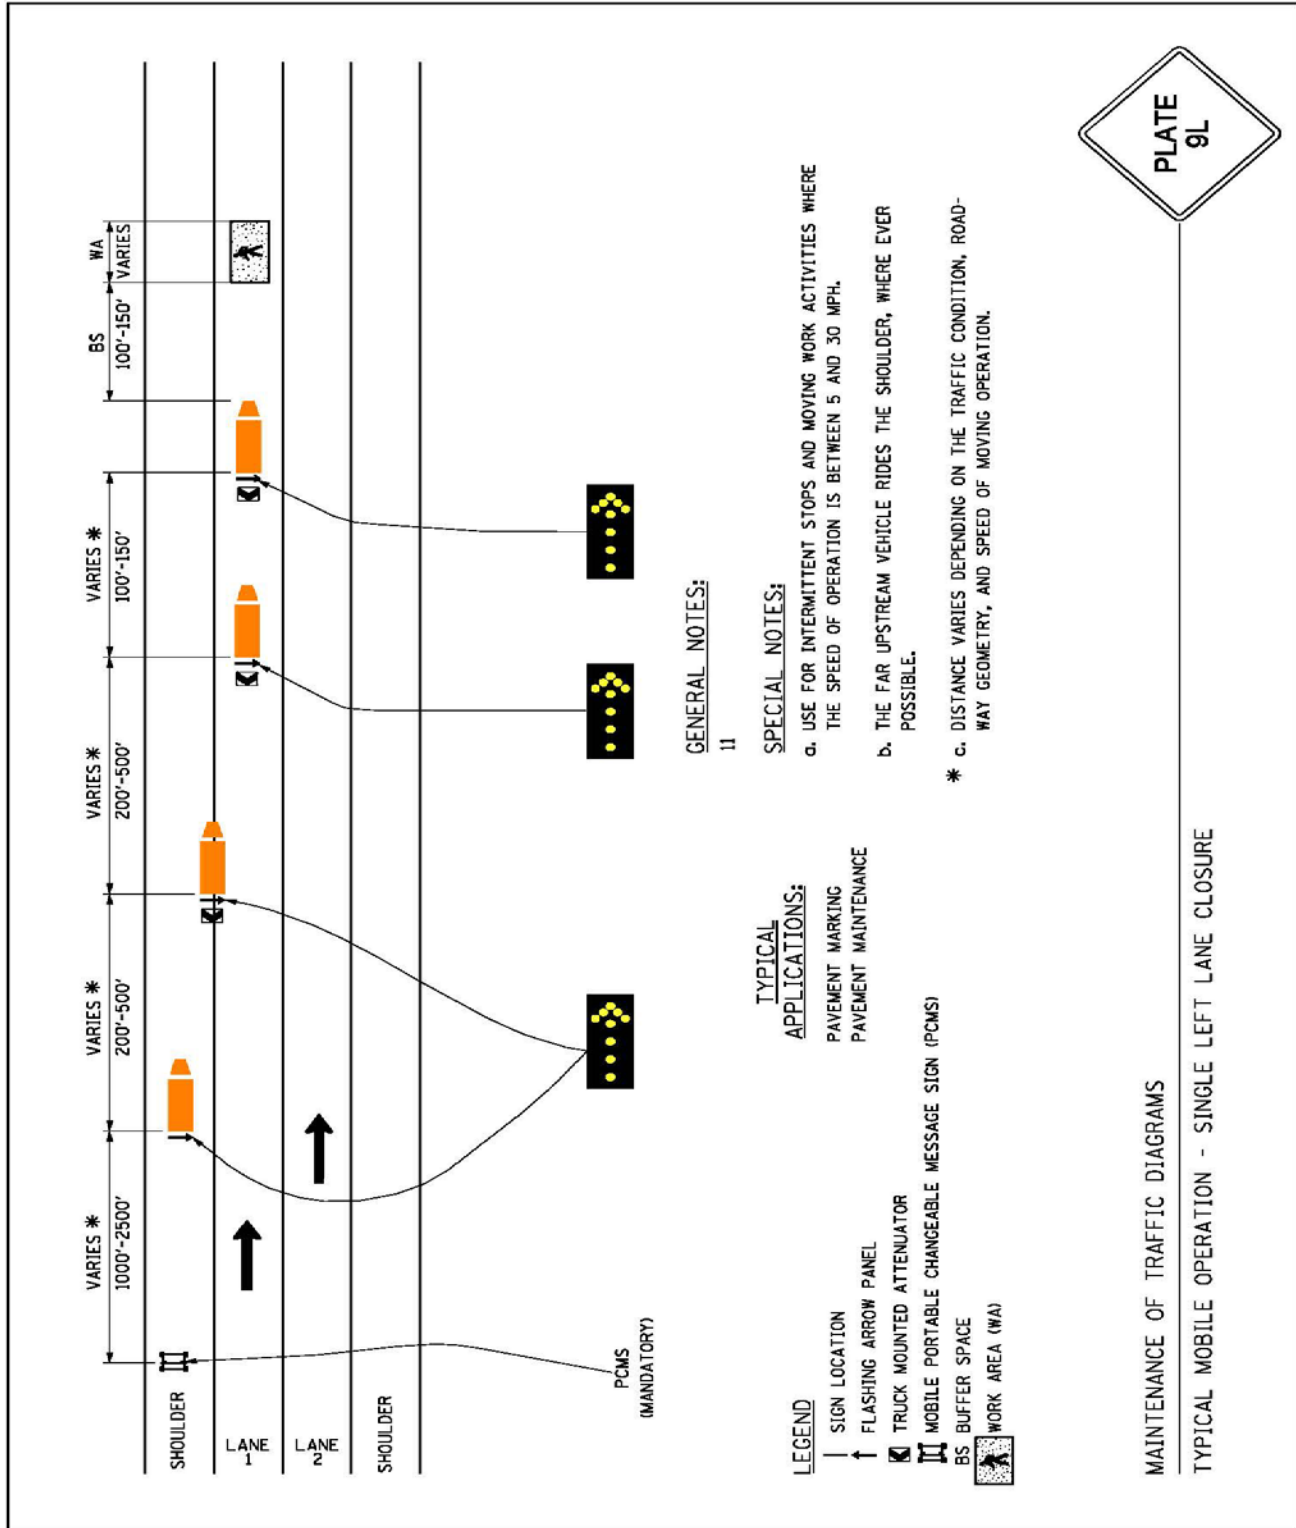 VARIES *
1000'-2500'
VARIES *
200'-500'
VARIES *
200'-500'
VARIES *
100'-150'
BS
100'-150'
WA
VARIES
SHOULDER
LANE
1
LANE
2
SHOULDER
PCMS
(MANDATORY)
LEGEND
SIGN LOCATION
FLASHING ARROW PANEL
TRUCK MOUNTED ATTENUATOR
MOBILE PORTABLE CHANGEABLE MESSAGE SIGN (PCMS)
BS BUFFER SPACE
WORK AREA (WA)
TYPICAL
APPLICATIONS:
PAVEMENT MARKING
PAVEMENT MAINTENANCE
GENERAL NOTES:
11
SPECIAL NOTES:
a. USE FOR INTERMITTENT STOPS AND MOVING WORK ACTIVITIES WHERE
THE SPEED OF OPERATION IS BETWEEN 5 AND 30 MPH.
b. THE FAR UPSTREAM VEHICLE RIDES THE SHOULDER, WHERE EVER
POSSIBLE.
* c. DISTANCE VARIES DEPENDING ON THE TRAFFIC CONDITION, ROAD-
WAY GEOMETRY, AND SPEED OF MOVING OPERATION.
MAINTENANCE OF TRAFFIC DIAGRAMS
TYPICAL MOBILE OPERATION - SINGLE LEFT LANE CLOSURE
PLATE
9L